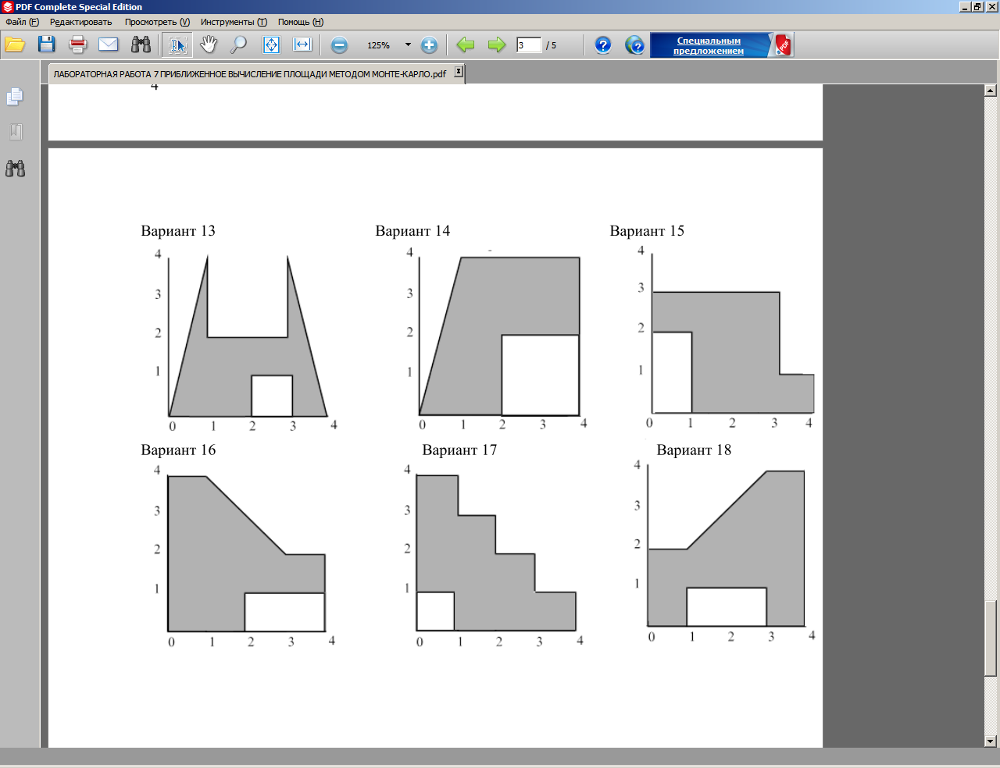 PDF Complete Special Edition
Файл (F) Редактировать Просмотреть (V) Инструменты (T) Помощь (H)
125% 3 / 5 Специальным предложением PDF
ЛАБОРАТОРНАЯ РАБОТА 7 ПРИБЛИЖЕННОЕ ВЫЧИСЛЕНИЕ ПЛОЩАДИ МЕТОДОМ МОНТЕ-КАРЛО.pdf
4
Вариант 13 Вариант 14 Вариант 15
4 4 4
3 3 3
2 2 2
1 1 1
0 1 2 3 4 0 1 2 3 4 0 1 2 3 4
Вариант 16 Вариант 17 Вариант 18
4 4 4
3 3 3
2 2 2
1 1 1
0 1 2 3 4 0 1 2 3 4 0 1 2 3 4